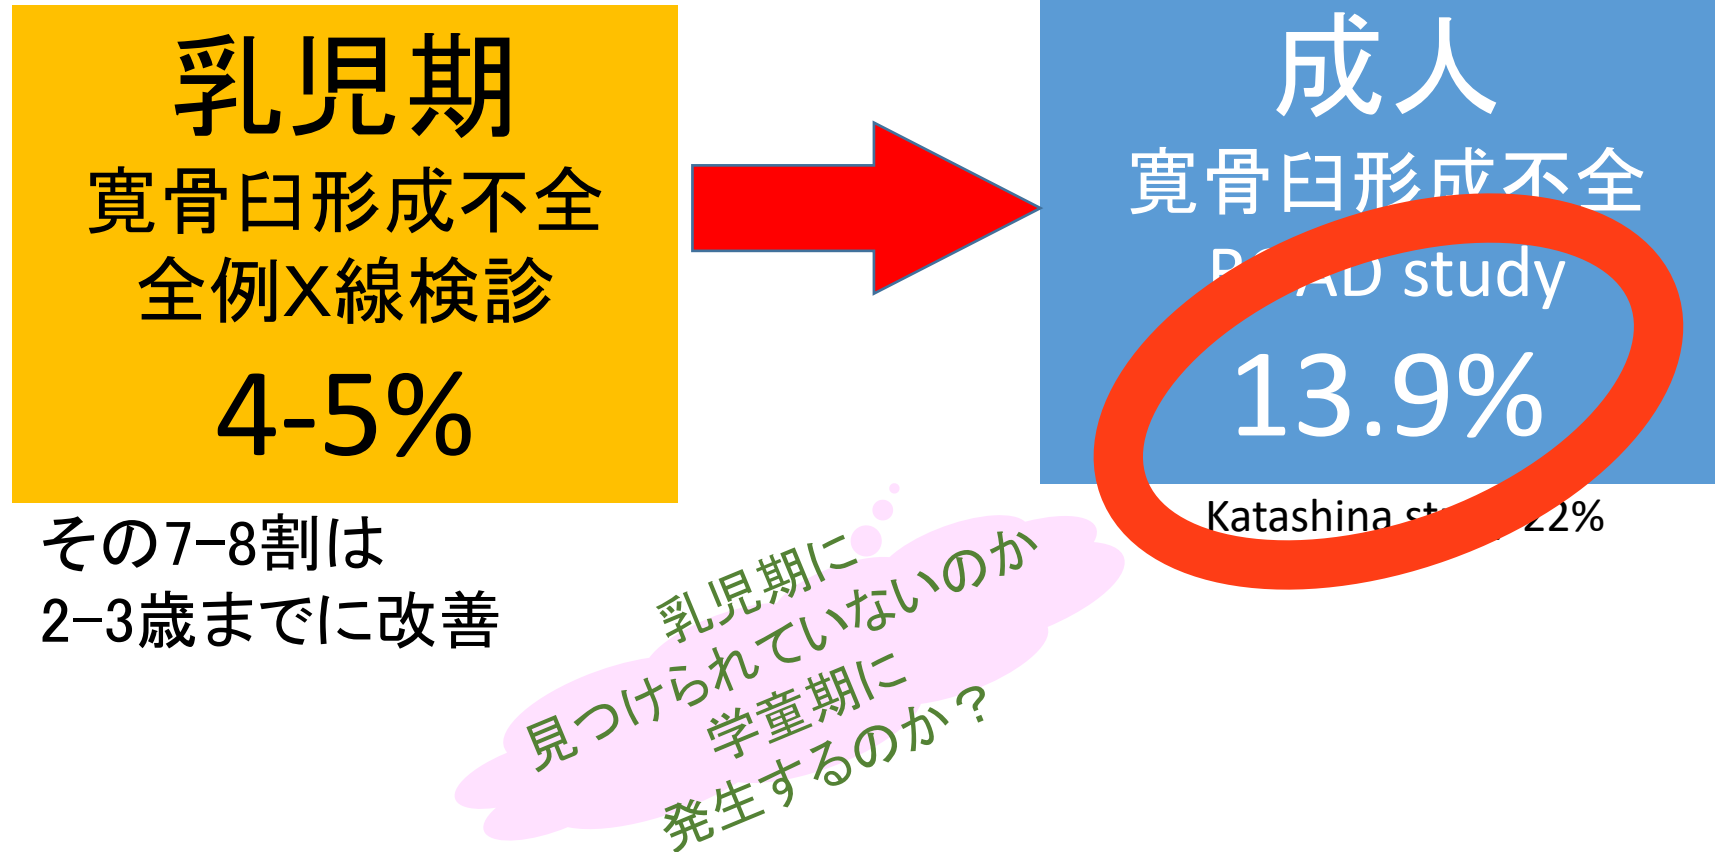 乳児期
寛骨臼形成不全
全例X線検診
4-5%
その7-8割は
2-3歳までに改善
成人
寛骨臼形成不全
study
13.9%
Katashina 22%
乳児期に
見つけられていないのか
学童期に
発生するのか？